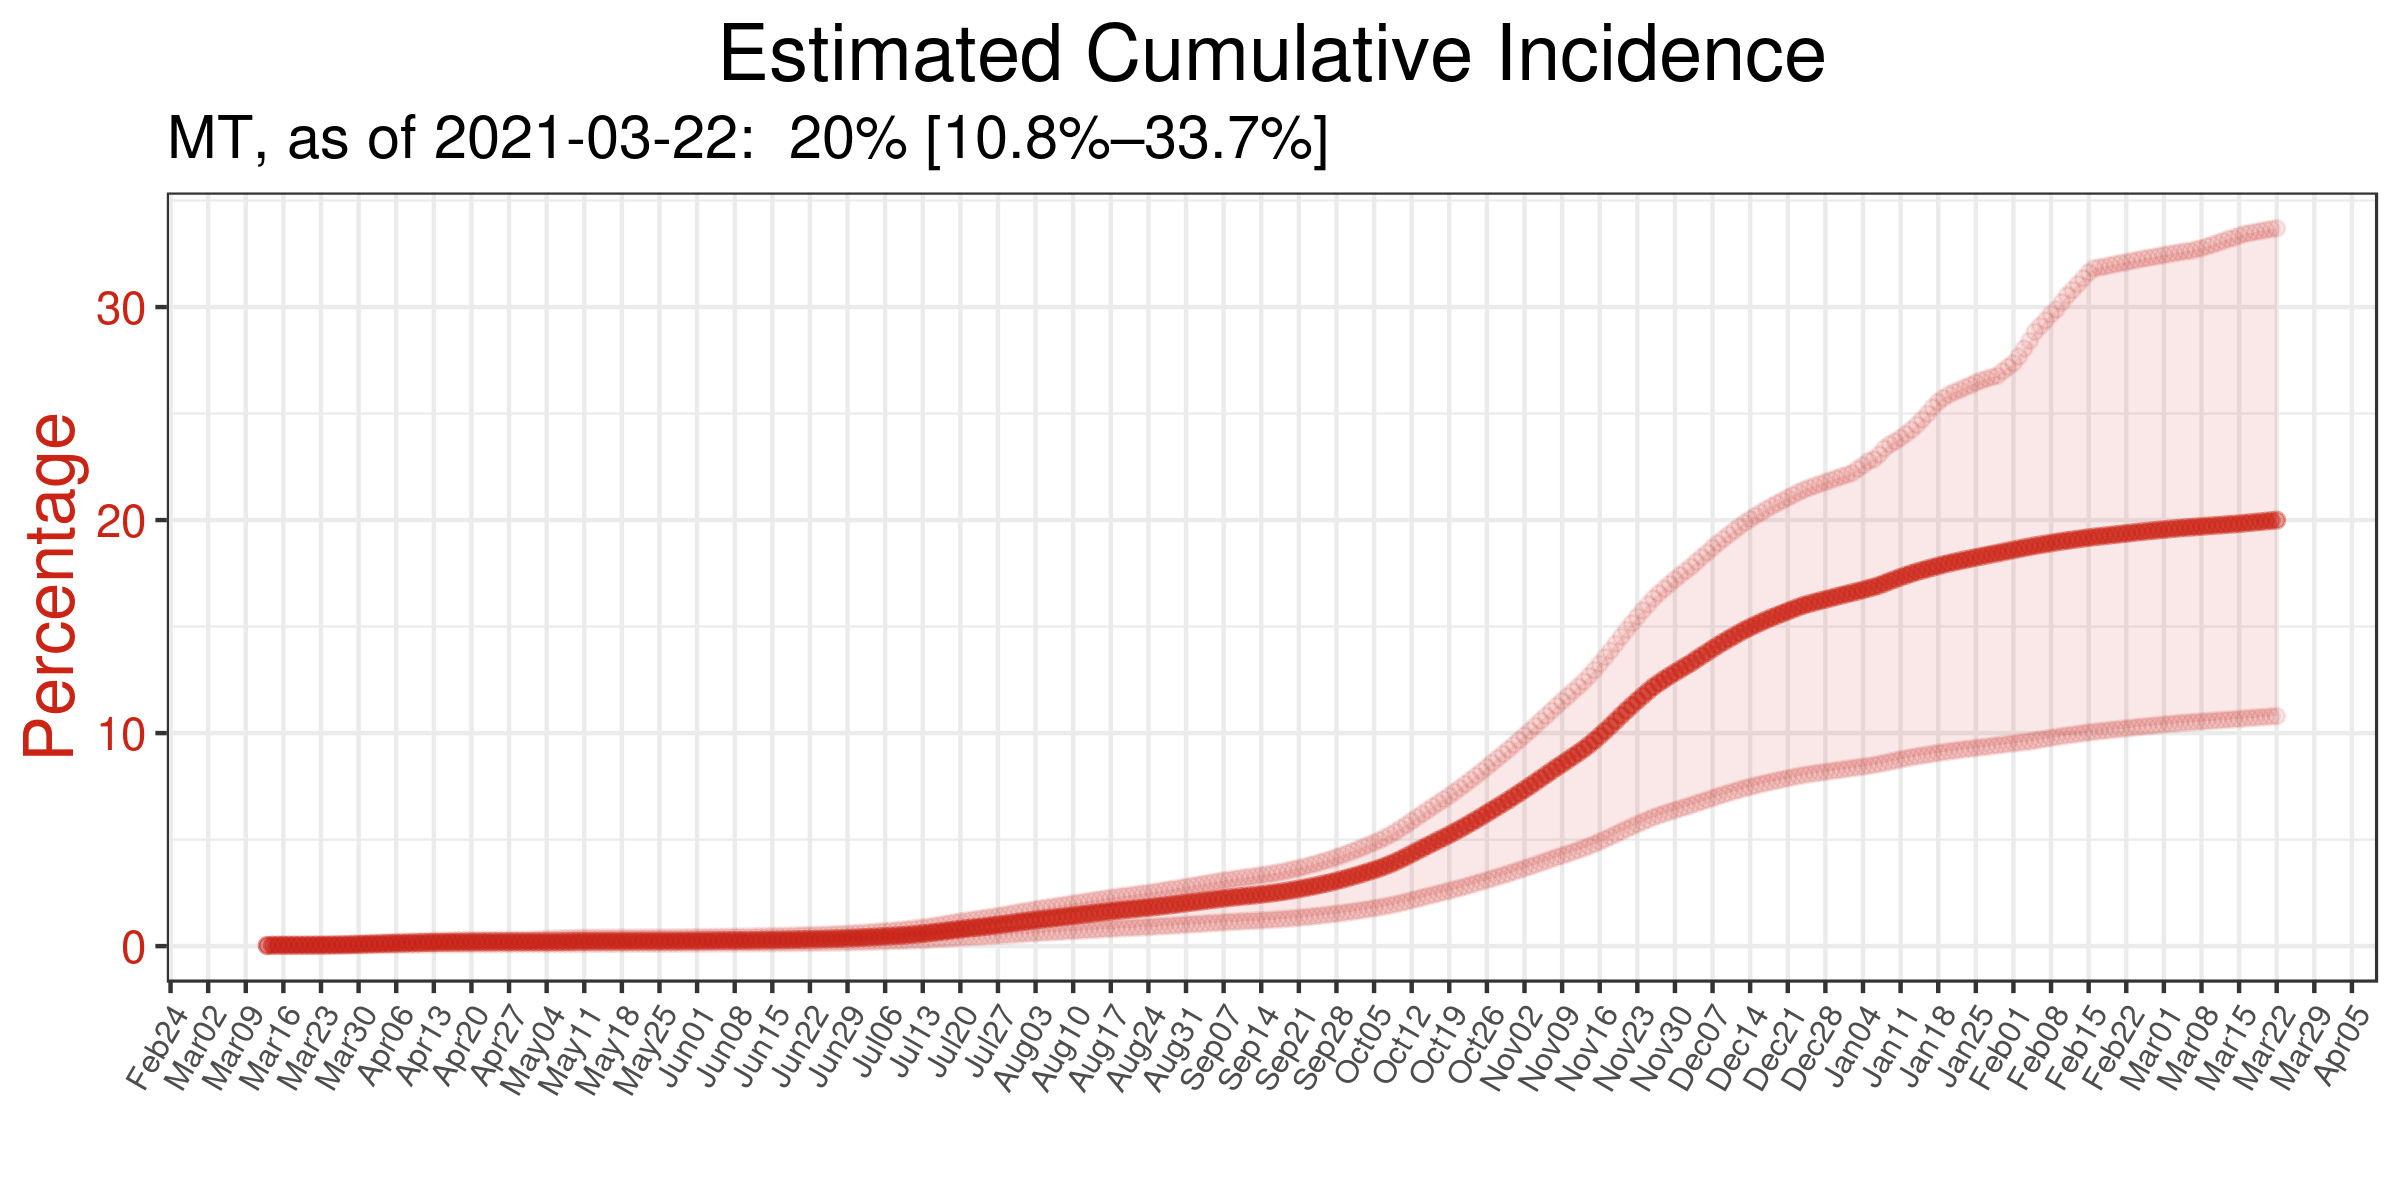 Estimated Cumulative Incidence
MT, as of 2021-03-22:  20% [10.8%–33.7%]
Percentage
30
20
10
0
Feb24
Mar02
Mar09
Mar16
Mar23
Mar30
Apr06
Apr13
Apr20
Apr27
May04
May11
May18
May25
Jun01
Jun08
Jun15
Jun22
Jun29
Jul06
Jul13
Jul20
Jul27
Aug03
Aug10
Aug17
Aug24
Aug31
Sep07
Sep14
Sep21
Sep28
Oct05
Oct12
Oct19
Oct26
Nov02
Nov09
Nov16
Nov23
Nov30
Dec07
Dec14
Dec21
Dec28
Jan04
Jan11
Jan18
Jan25
Feb01
Feb08
Feb15
Feb22
Mar01
Mar08
Mar15
Mar22
Mar29
Apr05